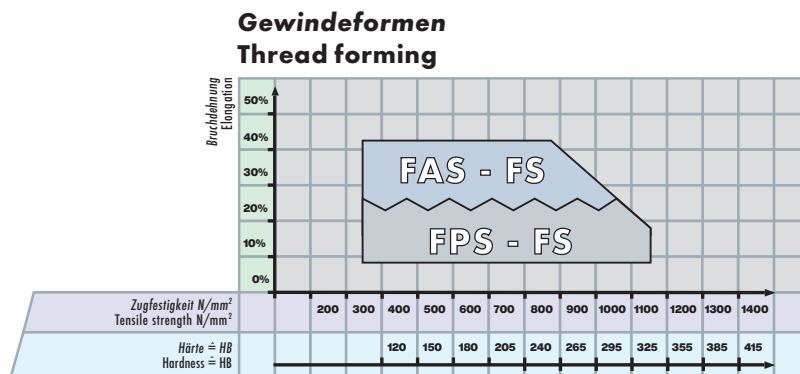 Gewindeformen
Thread forming
Bruchdehnung
Elongation
50%
40%
30%
20%
10%
0%
FAS - FS
FPS - FS
Zugfestigkeit N/mm²
Tensile strength N/mm²
200 300 400 500 600 700 800 900 1000 1100 1200 1300 1400
Härte ≙ HB
Hardness ≙ HB
120 150 180 205 240 265 295 325 355 385 415